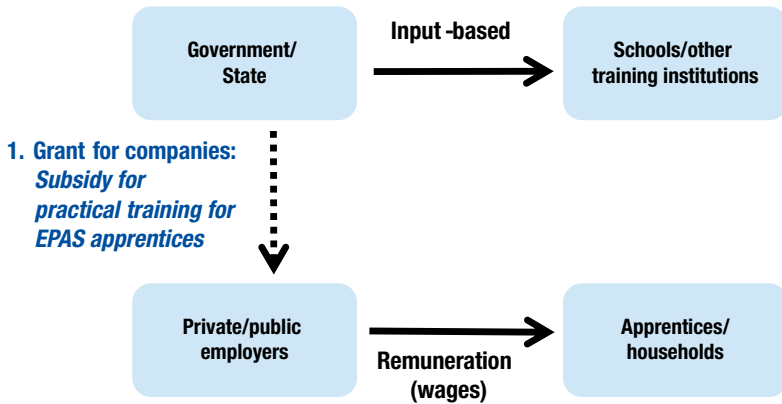 Government/
State
Input -based
Schools/other
training institutions
1. Grant for companies:
Subsidy for
practical training for
EPAS apprentices
Private/public
employers
Remuneration
(wages)
Apprentices/
households